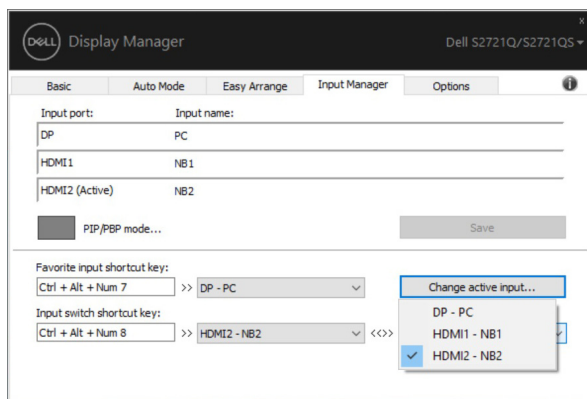 x
DELL Display Manager Dell S2721Q/S2721QS
Basic Auto Mode Easy Arrange Input Manager Options i
Input port: Input name:
DP PC
HDMI1 NB1
HDMI2 (Active) NB2
PIP/PBP mode... Save
Favorite input shortcut key:
Ctrl + Alt + Num 7 >> DP - PC Change active input...
Input switch shortcut key:
Ctrl + Alt + Num 8 >> HDMI2 - NB2 <<>>
DP - PC
HDMI1 - NB1
HDMI2 - NB2